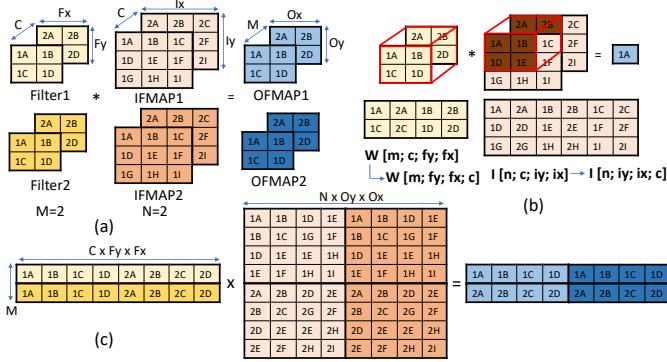 C
Fx
Fy
2A 2B
1A 1B 2D
1C 1D
Filter1
*
C
Ix
Iy
2A 2B 2C
1A 1B 1C 2F
1D 1E 1F 2I
1G 1H 1I
IFMAP1
=
M
Ox
Oy
2A 2B
1A 1B 2D
1C 1D
OFMAP1
2A 2B
1A 1B 2D
1C 1D
Filter2
M=2
2A 2B 2C
1A 1B 1C 2F
1D 1E 1F 2I
1G 1H 1I
IFMAP2
N=2
2A 2B
1A 1B 2D
1C 1D
OFMAP2
(a)
2A 2B
1A 1B 2D
1C 1D
*
2A 2B 2C
1A 1B 1C 2F
1D 1E 1F 2I
1G 1H 1I
=
1A
1A 2A 1B 2B
1C 2C 1D 2D
W [m; c; fy; fx]
W [m; fy; fx; c]
1A 2A 1B 2B 1C 2C
1D 2D 1E 2E 1F 2F
1G 2G 1H 2H 1I 2I
I [n; c; iy; ix] → I [n; iy; ix; c]
(b)
C x Fy x Fx
M
1A 1B 1C 1D 2A 2B 2C 2D
1A 1B 1C 1D 2A 2B 2C 2D
(c)
x
N x Oy x Ox
1A 1B 1D 1E 1A 1B 1D 1E
1B 1C 1G 1F 1B 1C 1G 1F
1D 1E 1E 1H 1D 1E 1E 1H
1E 1F 1H 1I 1E 1F 1H 1I
2A 2B 2D 2E 2A 2B 2D 2E
2B 2C 2G 2F 2B 2C 2G 2F
2D 2E 2E 2H 2D 2E 2E 2H
2E 2F 2H 2I 2E 2F 2H 2I
=
1A 1B 1C 1D 1A 1B 1C 1D
2A 2B 2C 2D 2A 2B 2C 2D